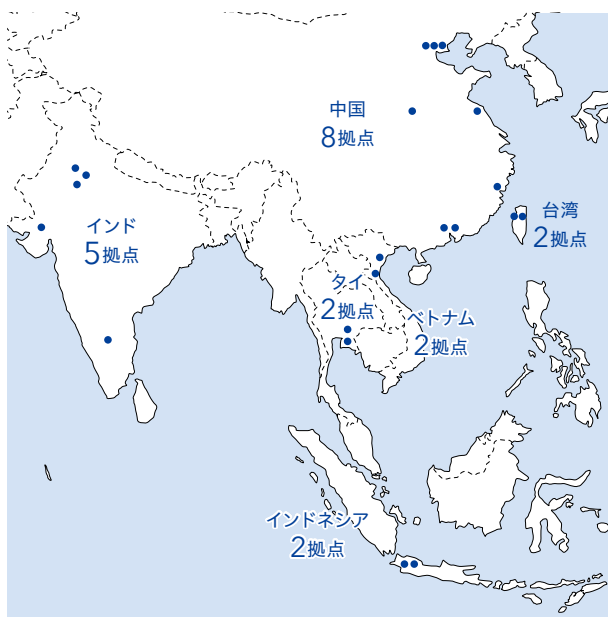 中国
8拠点
台湾
2拠点
インド
5拠点
タイ
2拠点
ベトナム
2拠点
インドネシア
2拠点